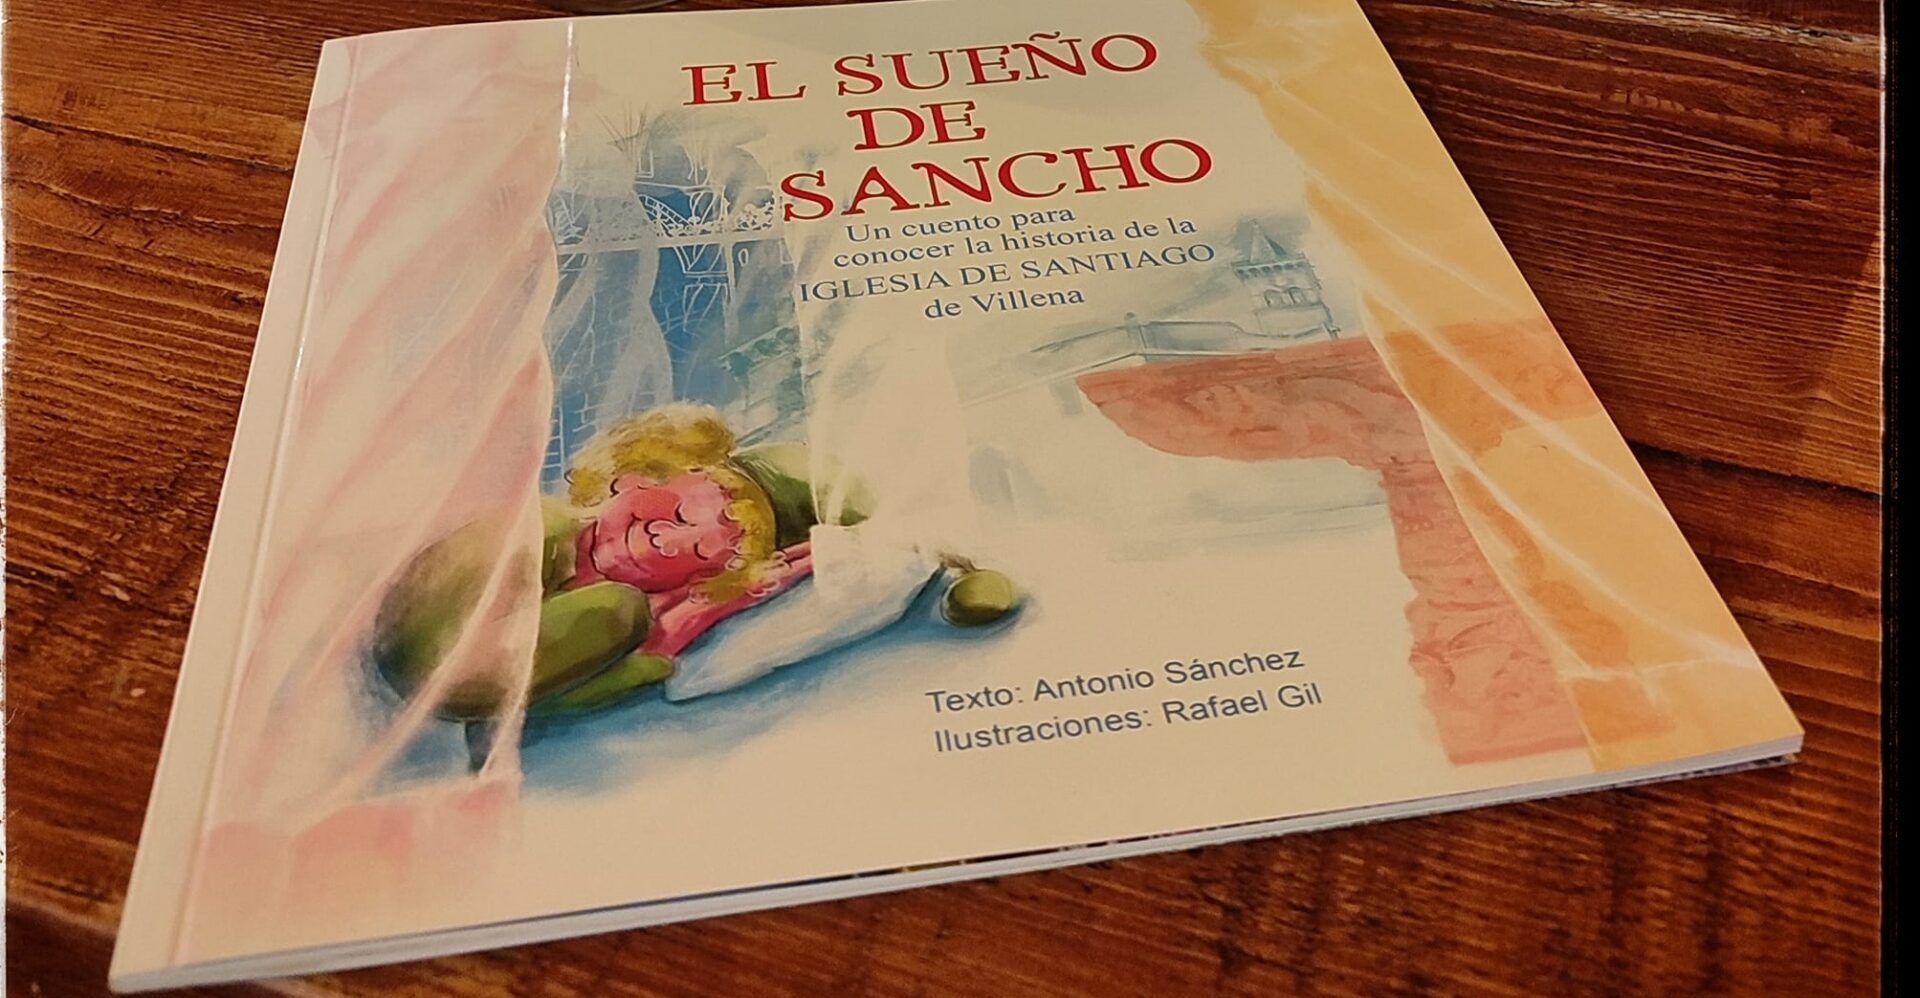 EL SUEÑO
DE
SANCHO
Un cuento para
conocer la historia de la
IGLESIA DE SANTIAGO
de Villena
Texto: Antonio Sánchez
Ilustraciones: Rafael Gil